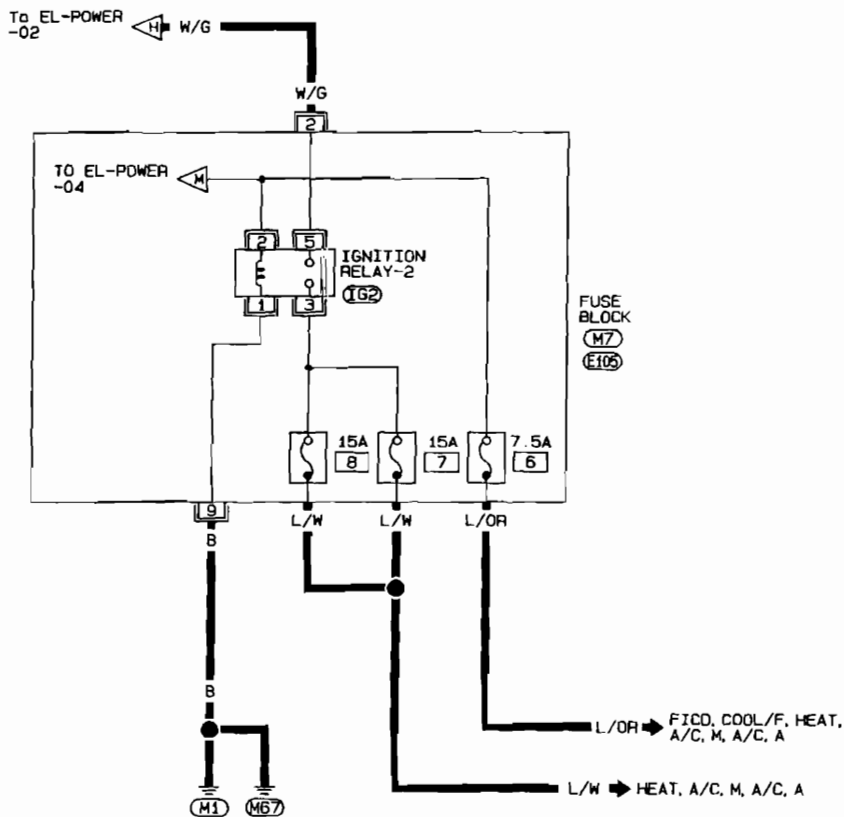 To EL-POWER
-02
H
W/G
W/G
2
TO EL-POWER
-04
M
2
5
IGNITION
RELAY-2
IG2
1
3
FUSE
BLOCK
M7
E105
15A
8
15A
7
7.5A
6
9
L/W
L/W
L/OR
B
B
L/OR
FICD, COOL/F, HEAT,
A/C, M, A/C, A
L/W
HEAT, A/C, M, A/C, A
M1
M67